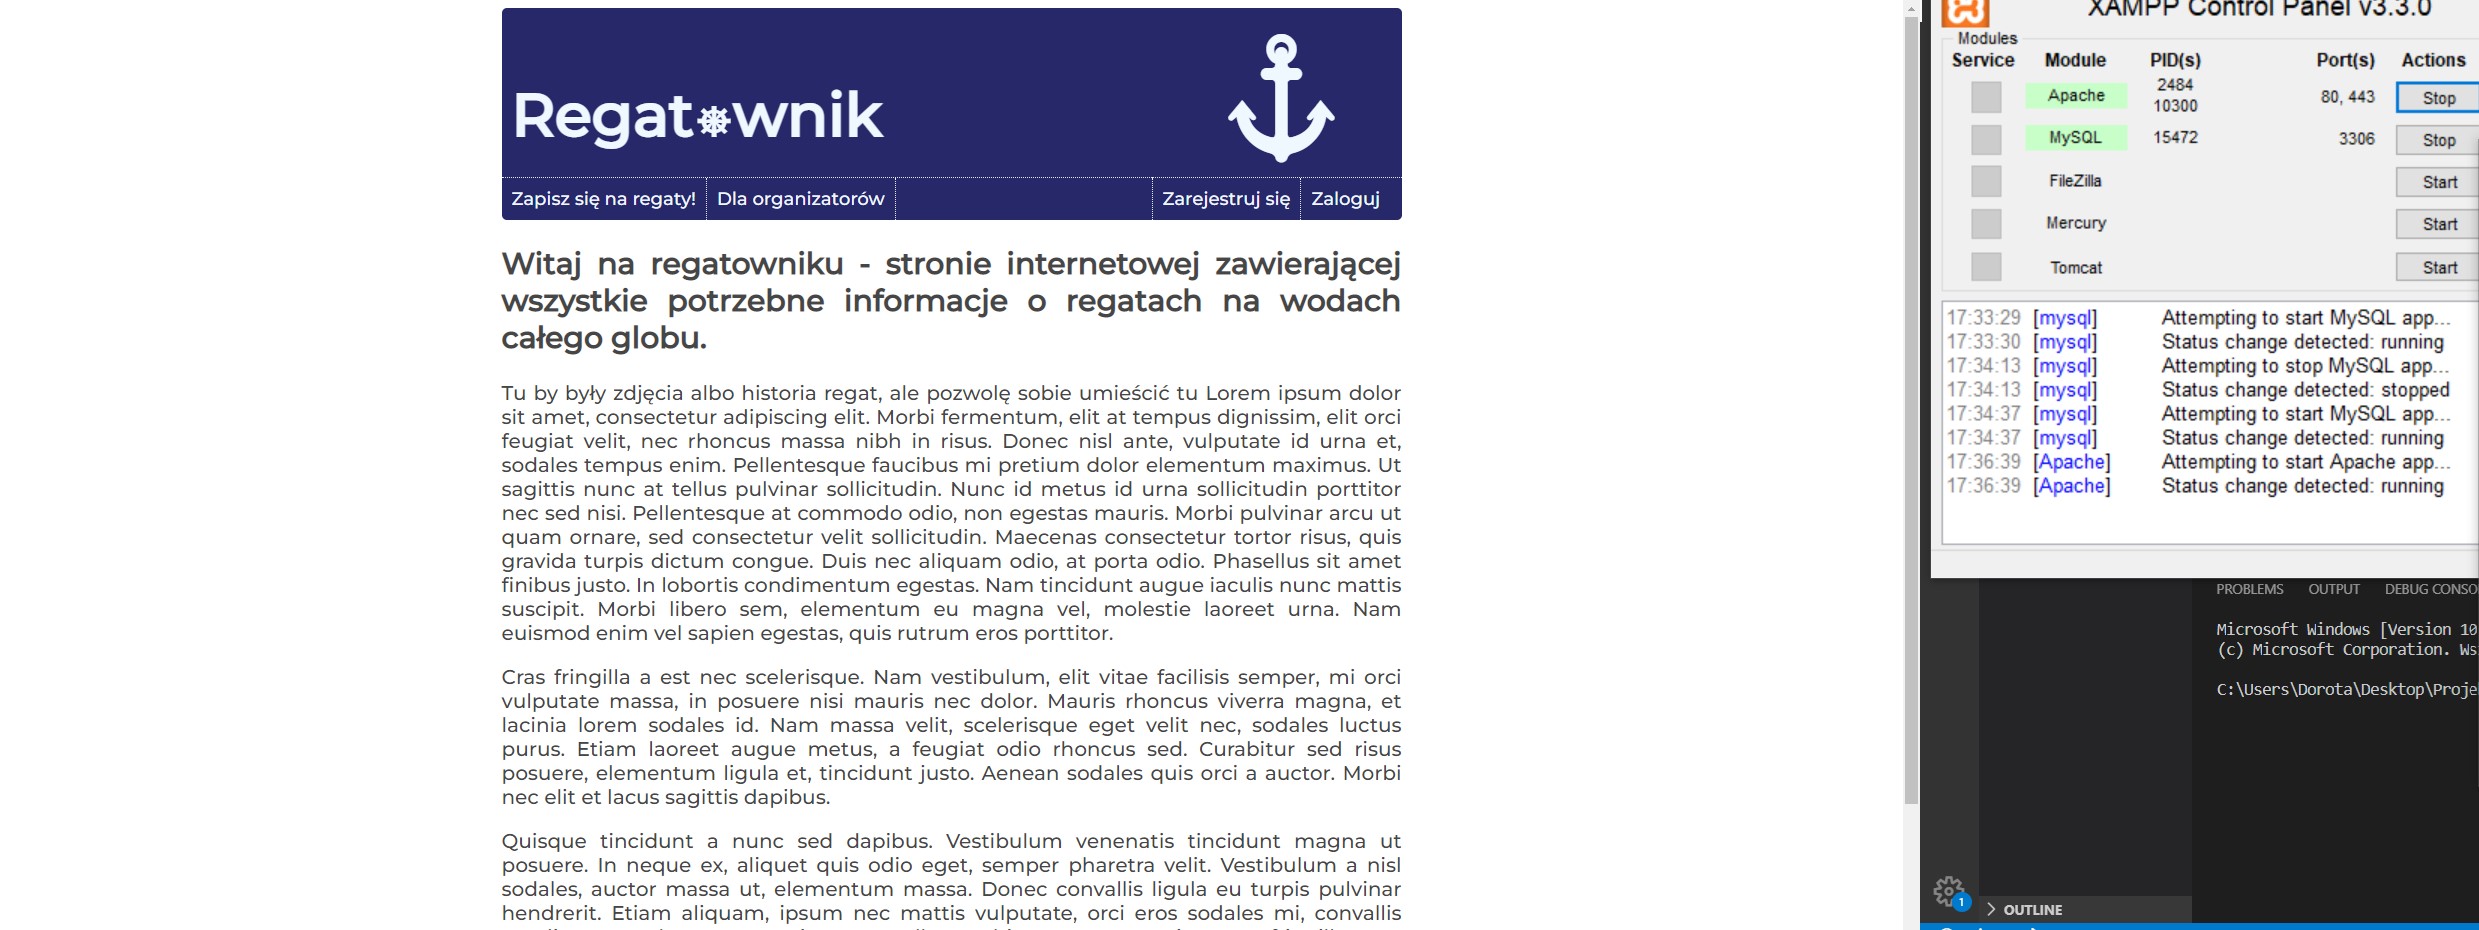 Regatownik
Zapisz się na regaty!
Dla organizatorów
Zarejestruj się
Zaloguj
Witaj na regatowniku - stronie internetowej zawierającej
wszystkie potrzebne informacje o regatach na wodach
całego globu.
Tu by były zdjęcia albo historia regat, ale pozwolę sobie umieścić tu Lorem ipsum dolor
sit amet, consectetur adipiscing elit. Morbi fermentum, elit at tempus dignissim, elit orci
feugiat velit, nec rhoncus massa nibh in risus. Donec nisl ante, vulputate id urna et,
sodales tempus enim. Pellentesque faucibus mi pretium dolor elementum maximus. Ut
sagittis nunc at tellus pulvinar sollicitudin. Nunc id metus id urna sollicitudin porttitor
nec sed nisi. Pellentesque at commodo odio, non egestas mauris. Morbi pulvinar arcu ut
quam ornare, sed consectetur velit sollicitudin. Maecenas consectetur tortor risus, quis
gravida turpis dictum congue. Duis nec aliquam odio, at porta odio. Phasellus sit amet
finibus justo. In lobortis condimentum egestas. Nam tincidunt augue iaculis nunc mattis
suscipit. Morbi libero sem, elementum eu magna vel, molestie laoreet urna. Nam
euismod enim vel sapien egestas, quis rutrum eros porttitor.
Cras fringilla a est nec scelerisque. Nam vestibulum, elit vitae facilisis semper, mi orci
vulputate massa, in posuere nisi mauris nec dolor. Mauris rhoncus viverra magna, et
lacinia lorem sodales id. Nam massa velit, scelerisque eget velit nec, sodales luctus
purus. Etiam laoreet augue metus, a feugiat odio rhoncus sed. Curabitur sed risus
posuere, elementum ligula et, tincidunt justo. Aenean sodales quis orci a auctor. Morbi
nec elit et lacus sagittis dapibus.
Quisque tincidunt a nunc sed dapibus. Vestibulum venenatis tincidunt magna ut
posuere. In neque ex, aliquet quis odio eget, semper pharetra velit. Vestibulum a nisl
sodales, auctor massa ut, elementum massa. Donec convallis ligula eu turpis pulvinar
hendrerit. Etiam aliquam, ipsum nec mattis vulputate, orci eros sodales mi, convallis
XAMPP Control Panel v3.3.0
Modules
Service Module PID(s) Port(s) Actions
Apache 2484 10300 80, 443 Stop
MySQL 15472 3306 Stop
FileZilla Start
Mercury Start
Tomcat Start
17:33:29 [mysql] Attempting to start MySQL app...
17:33:30 [mysql] Status change detected: running
17:34:13 [mysql] Attempting to stop MySQL app...
17:34:13 [mysql] Status change detected: stopped
17:34:37 [mysql] Attempting to start MySQL app...
17:34:37 [mysql] Status change detected: running
17:36:39 [Apache] Attempting to start Apache app...
17:36:39 [Apache] Status change detected: running
PROBLEMS OUTPUT DEBUG CONSO
Microsoft Windows [Version 10
(c) Microsoft Corporation. Ws
C:\Users\Dorota\Desktop\Proje
1
OUTLINE